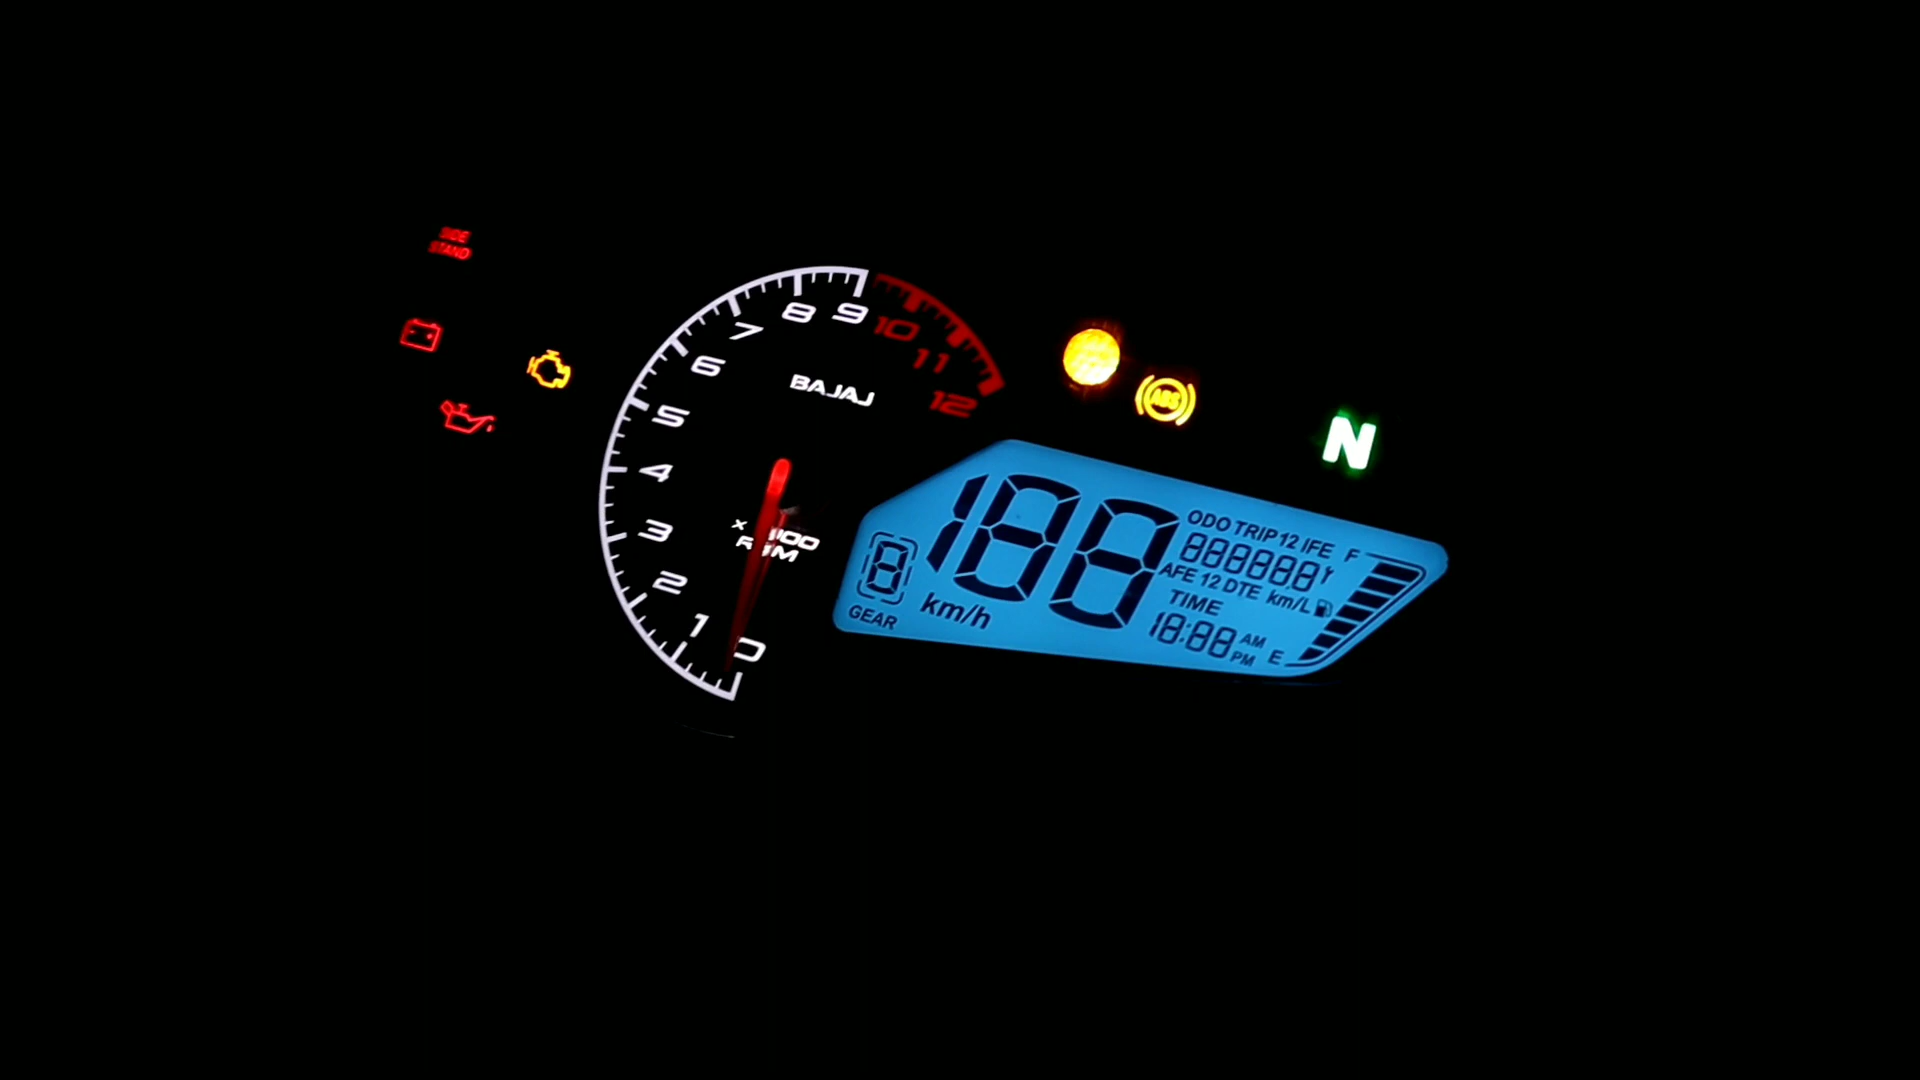 SIDE
STAND
0
1
2
3
4
5
6
7
8
9
10
11
12
BAJAJ
RPM
ABS
N
8
GEAR
188
km/h
ODO TRIP 12 IFE
888888
AFE 12 DTE km/L
TIME
18:88
AM
PM
F
E